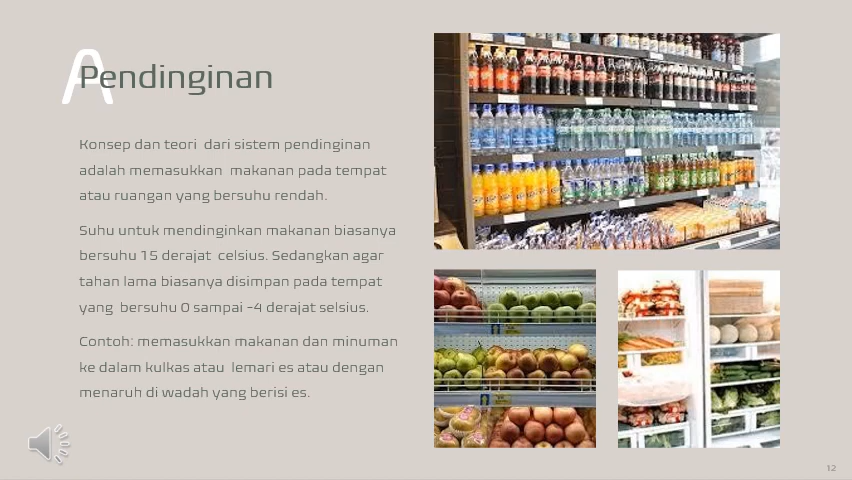 A
Pendinginan
Konsep dan teori dari sistem pendinginan
adalah memasukkan makanan pada tempat
atau ruangan yang bersuhu rendah.
Suhu untuk mendinginkan makanan biasanya
bersuhu 15 derajat celsius. Sedangkan agar
tahan lama biasanya disimpan pada tempat
yang bersuhu 0 sampai -4 derajat selsius.
Contoh: memasukkan makanan dan minuman
ke dalam kulkas atau lemari es atau dengan
menaruh di wadah yang berisi es.
12